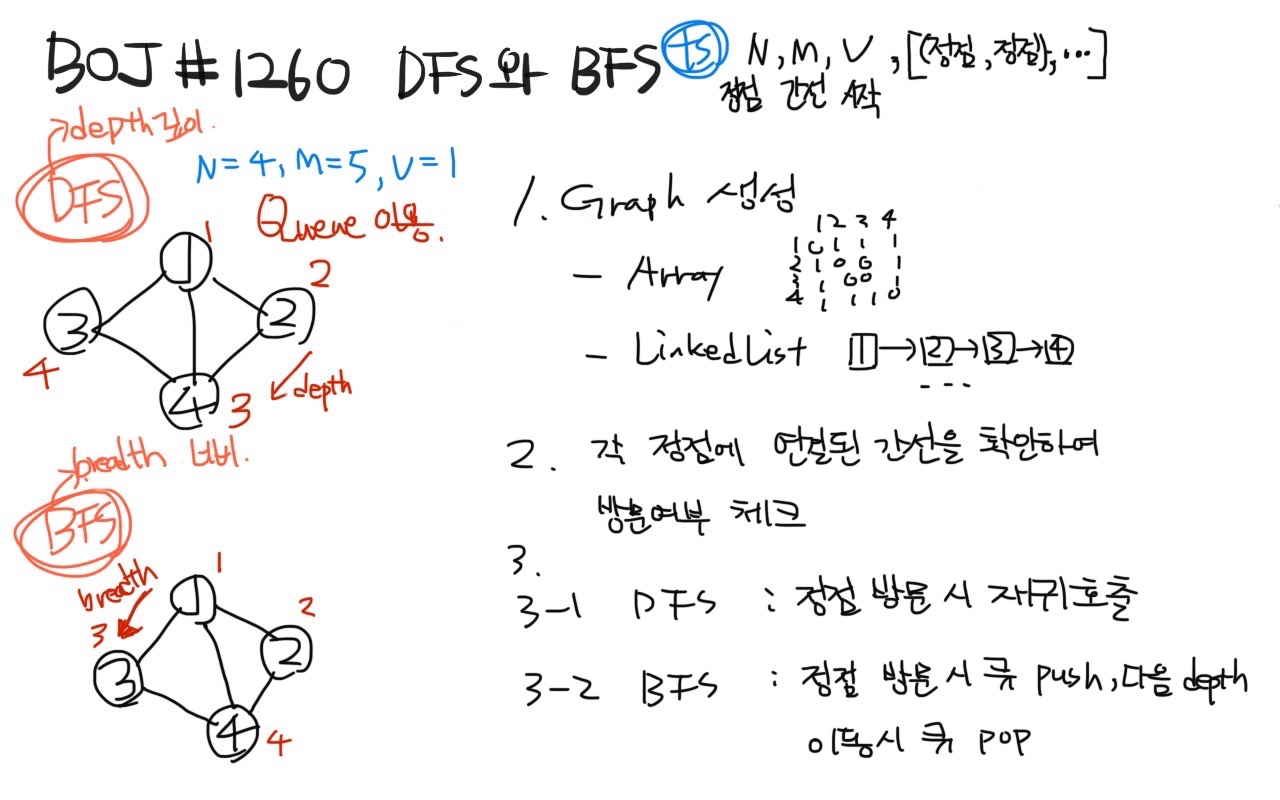 BOJ #1260 DFS와 BFS
ts N, M, V, [(정점, 정점), ...]
정점 간선 시작
depth 깊이.
DFS
N=4, M=5, V=1
Queue 이용.
1
1
2
2
3
4
4
3
depth
breadth 너비.
BFS
breadth
1
1
2
2
3
3
4
4
1. Graph 생성
- Array
1 2 3 4
1 0 1 1 1
2 1 0 0 1
3 1 0 0 1
4 1 1 1 0
- LinkedList 1→2→3→4
...
2. 각 정점에 연결된 간선을 확인하여
방문여부 체크
3.
3-1 DFS : 정점 방문 시 재귀호출
3-2 BFS : 정점 방문 시 큐 push, 다음 depth
이동시 큐 pop